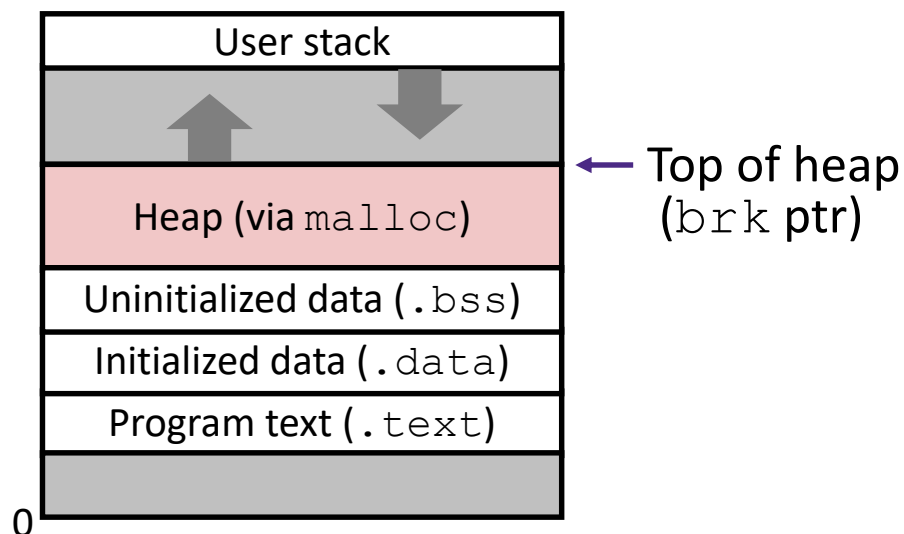 User stack
Top of heap
(brk ptr)
Heap (via malloc)
Uninitialized data (.bss)
Initialized data (.data)
Program text (.text)
0